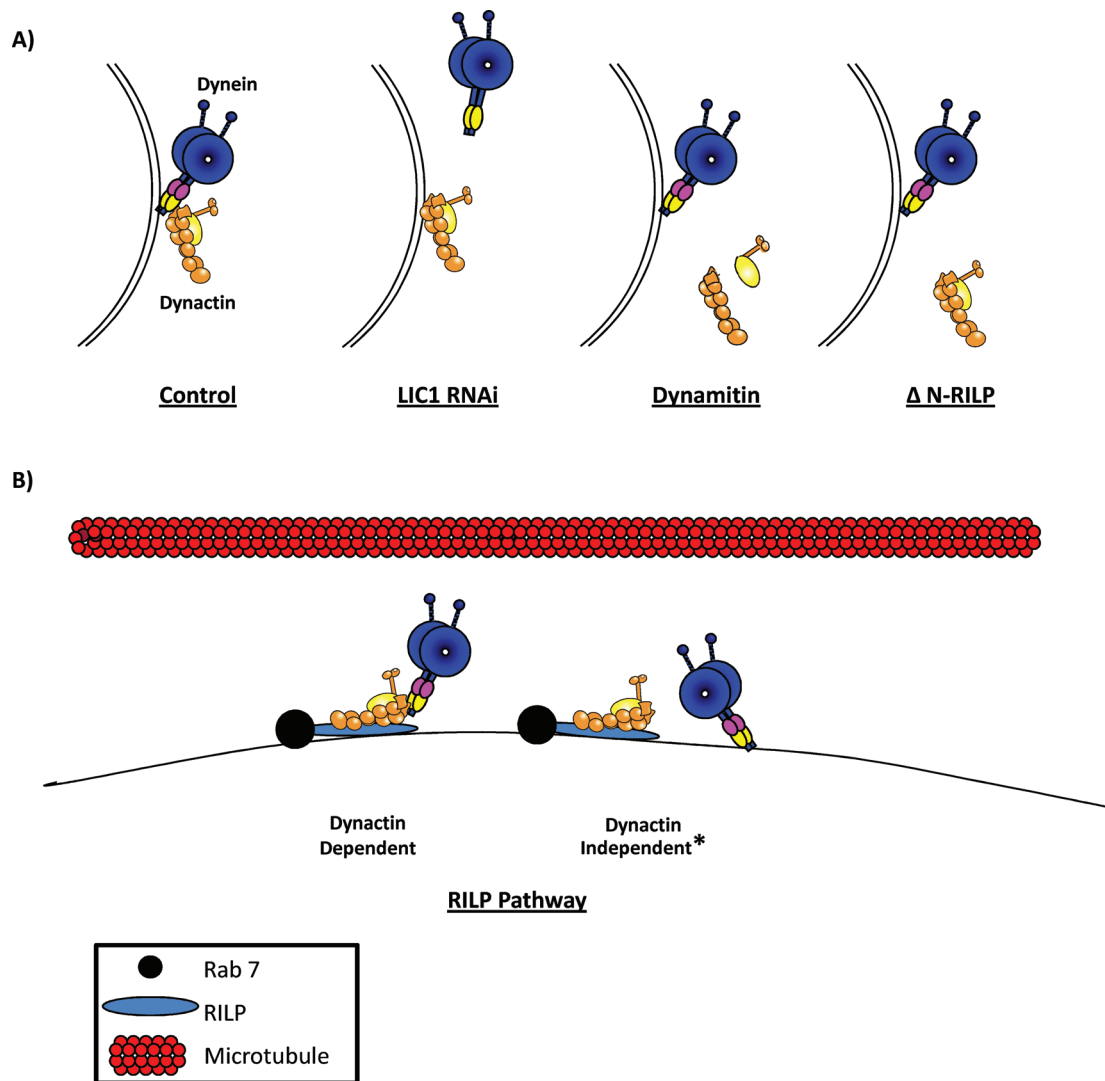 A)
Dynein
Dynactin
Control
LIC1 RNAi
Dynamitin
Δ N-RILP
B)
Dynactin
Dependent
Dynactin
Independent*
RILP Pathway
Rab 7
RILP
Microtubule